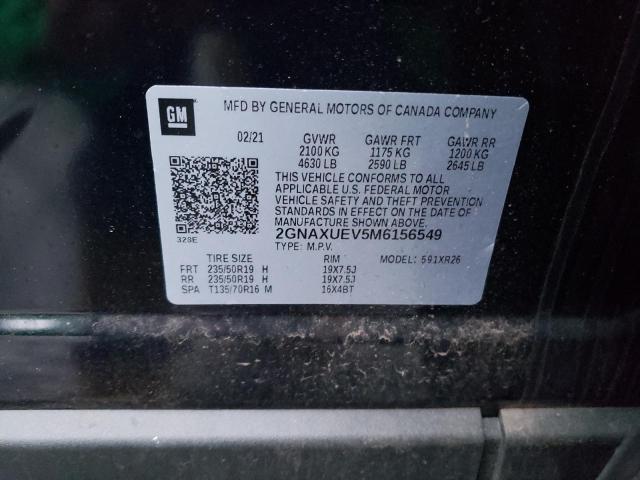 GM
MFD BY GENERAL MOTORS OF CANADA COMPANY
02/21 GVWR GAWR FRT GAWR RR
2100 KG 1175 KG 1200 KG
4630 LB 2590 LB 2645 LB
THIS VEHICLE CONFORMS TO ALL
APPLICABLE U.S. FEDERAL MOTOR
VEHICLE SAFETY AND THEFT PREVENTION
STANDARDS IN EFFECT ON THE DATE
OF MANUFACTURE SHOWN ABOVE.
328E 2GNAXUEV5M6156549
TYPE: M.P.V. MODEL: 591XR26
TIRE SIZE RIM
FRT 235/50R19 H 19X7.5J
RR 235/50R19 H 19X7.5J
SPA T135/70R16 M 16X4BT